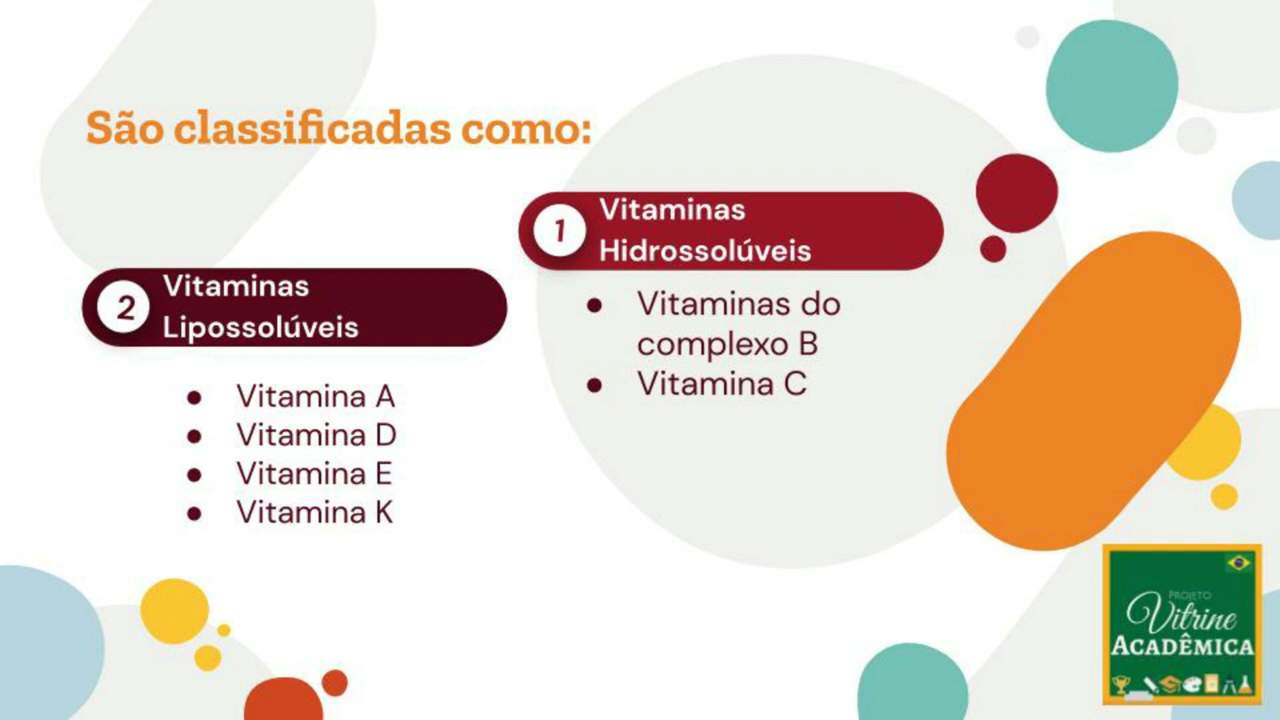 São classificadas como:
1
Vitaminas
Hidrossolúveis
● Vitaminas do
complexo B
● Vitamina C
2
Vitaminas
Lipossolúveis
● Vitamina A
● Vitamina D
● Vitamina E
● Vitamina K
PROJETO
Vitrine
ACADÊMICA